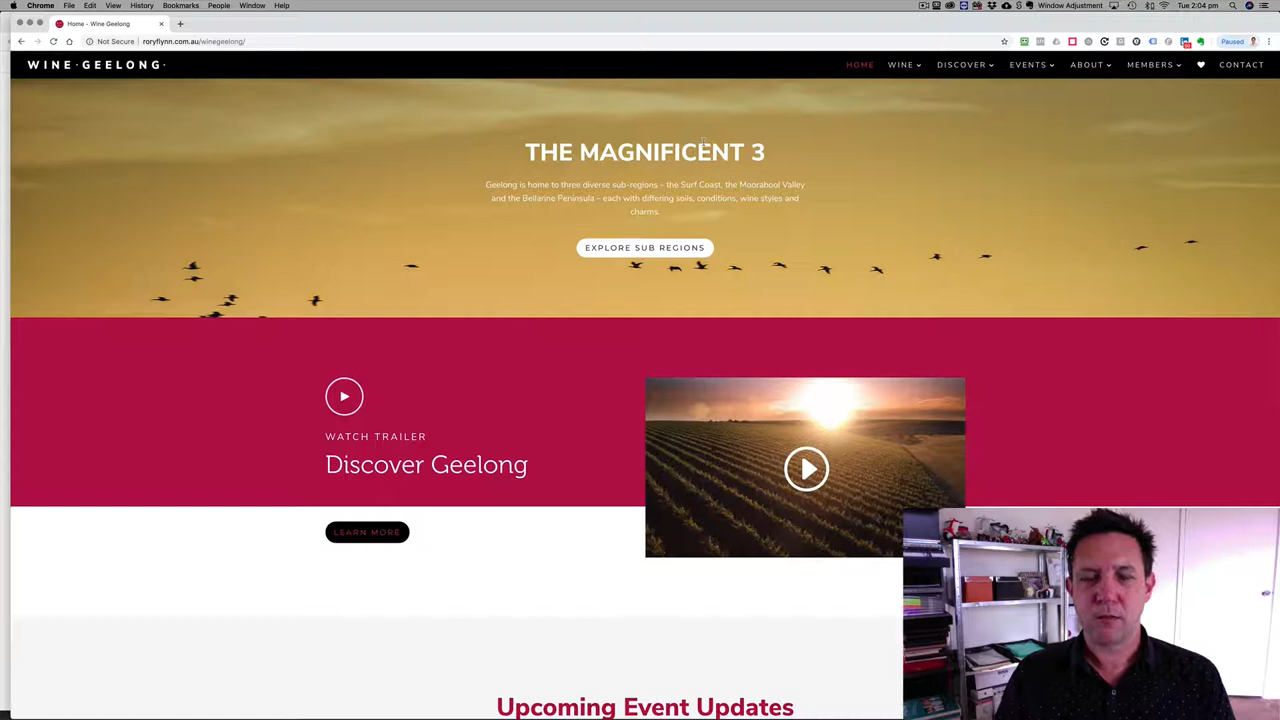 Chrome File Edit View History Bookmarks People Window Help
Window Adjustment Tue 2:04 pm
Home - Wine Geelong
Not Secure roryflynn.com.au/winegeelong/
Paused
WINE·GEELONG·
HOME WINE DISCOVER EVENTS ABOUT MEMBERS CONTACT
THE MAGNIFICENT 3
Geelong is home to three diverse sub-regions – the Surf Coast, the Moorabool Valley
and the Bellarine Peninsula – each with differing soils, conditions, wine styles and
charms.
EXPLORE SUB REGIONS
WATCH TRAILER
Discover Geelong
LEARN MORE
Upcoming Event Updates